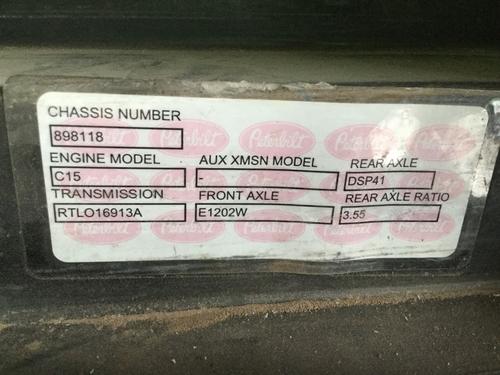 CHASSIS NUMBER
898118
Peterbilt
ENGINE MODEL AUX XMSN MODEL REAR AXLE
C15 - DSP41
TRANSMISSION FRONT AXLE REAR AXLE RATIO
RTLO16913A E1202W 3.55